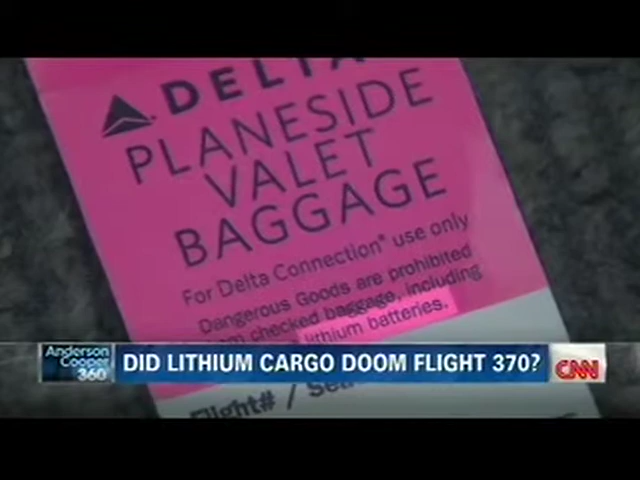 DELTA
PLANESIDE
VALET
BAGGAGE
For Delta Connection® use only
Dangerous Goods are prohibited
from checked baggage, including
lithium batteries.
Anderson
Cooper
360
DID LITHIUM CARGO DOOM FLIGHT 370?
CNN
Flight# /